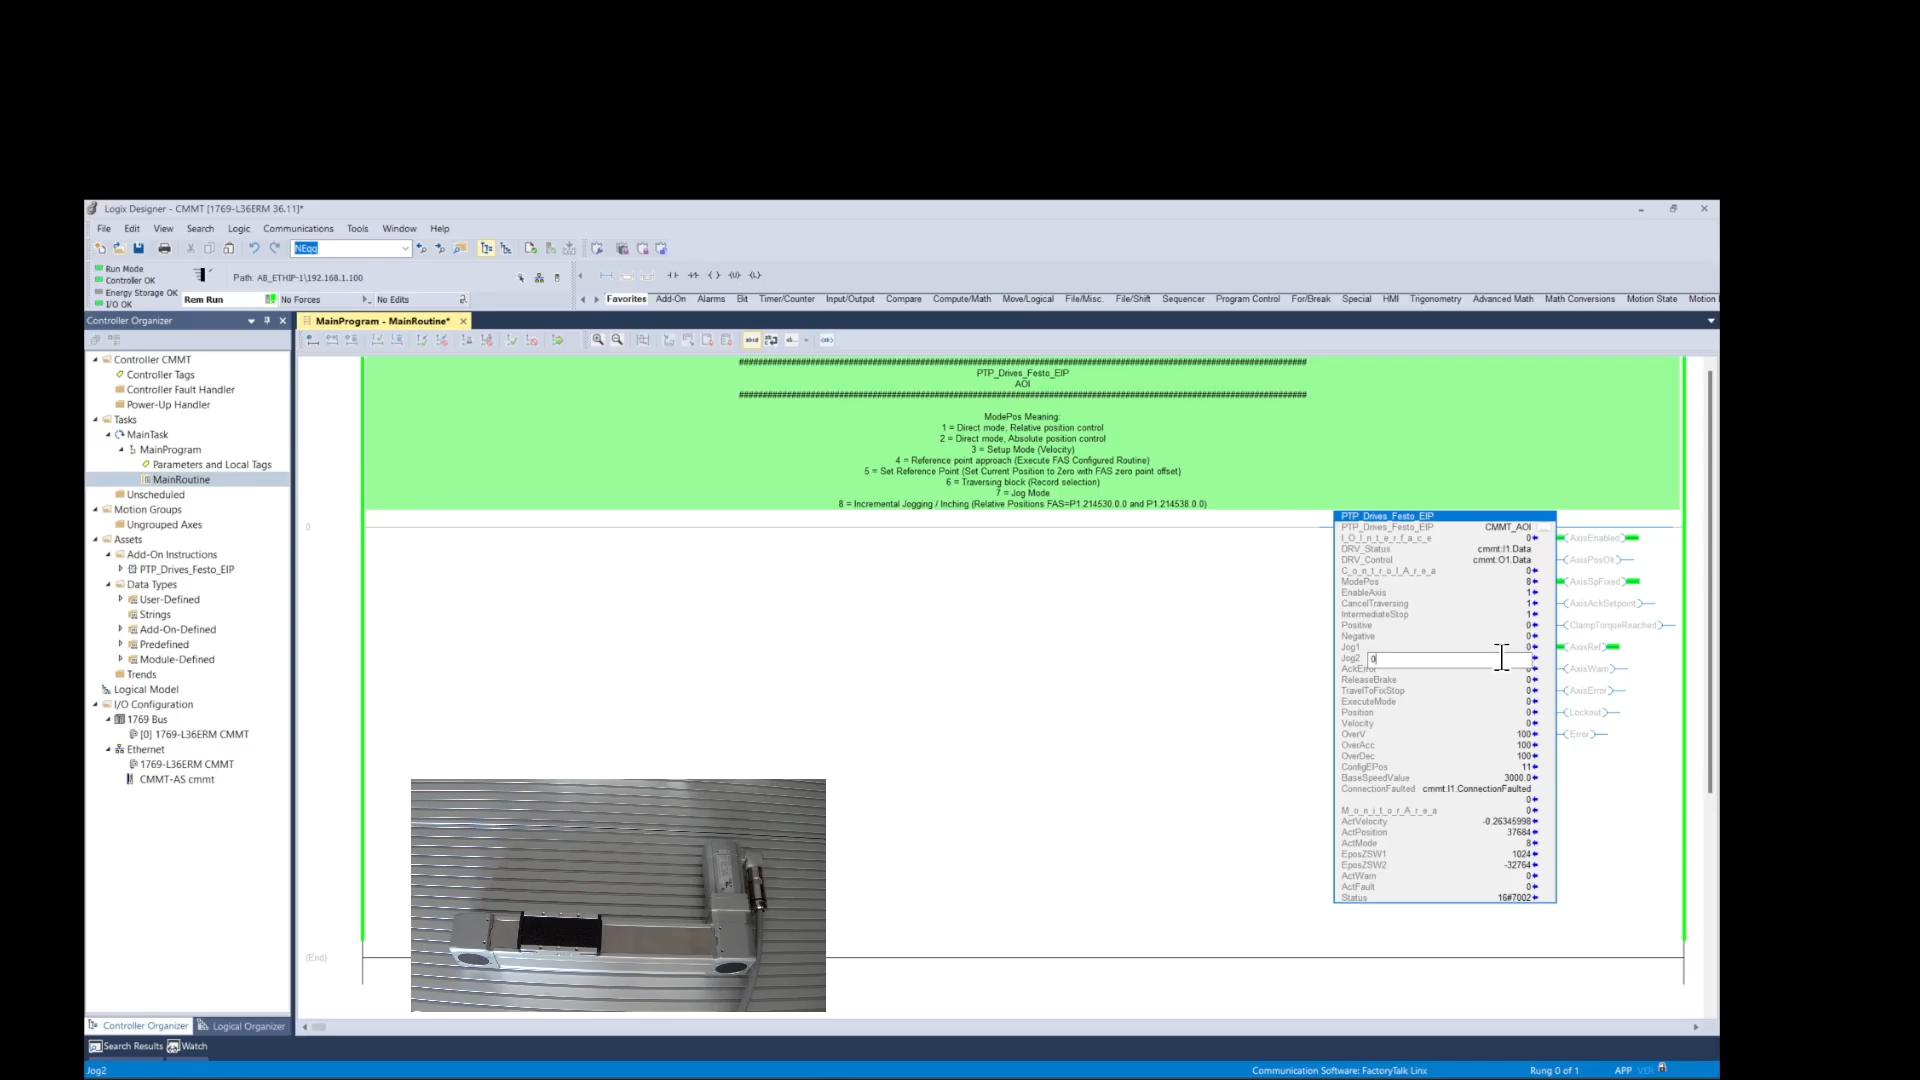 Logix Designer - CMMT [1769-L36ERM 36.11]*
File Edit View Search Logic Communications Tools Window Help
NEqq
Run Mode
Controller OK
Energy Storage OK
I/O OK
Path: AB_ETHIP-1\192.168.1.100
Rem Run No Forces No Edits
Favorites Add-On Alarms Bit Timer/Counter Input/Output Compare Compute/Math Move/Logical File/Misc. File/Shift Sequencer Program Control For/Break Special HMI Trigonometry Advanced Math Math Conversions Motion State Motion
Controller Organizer
MainProgram - MainRoutine*
Controller CMMT
Controller Tags
Controller Fault Handler
Power-Up Handler
Tasks
MainTask
MainProgram
Parameters and Local Tags
MainRoutine
Unscheduled
Motion Groups
Ungrouped Axes
Assets
Add-On Instructions
PTP_Drives_Festo_EIP
Data Types
User-Defined
Strings
Add-On-Defined
Predefined
Module-Defined
Trends
Logical Model
I/O Configuration
1769 Bus
[0] 1769-L36ERM CMMT
Ethernet
1769-L36ERM CMMT
CMMT-AS cmmt
PTP_Drives_Festo_EIP
AOI
ModePos Meaning:
1 = Direct mode, Relative position control
2 = Direct mode, Absolute position control
3 = Setup Mode (Velocity)
4 = Reference point approach (Execute FAS Configured Routine)
5 = Set Reference Point (Set Current Position to Zero with FAS zero point offset)
6 = Traversing block (Record selection)
7 = Jog Mode
8 = Incremental Jogging / Inching (Relative Positions FAS=P1.214530.0.0 and P1.214538.0.0)
0
PTP_Drives_Festo_EIP
PTP_Drives_Festo_EIP CMMT_AOI ...
I_O_I_n_t_e_r_f_a_c_e 0
DRV_Status cmmt:I1.Data
DRV_Control cmmt:O1.Data
C_o_n_t_r_o_l_A_r_e_a 0
ModePos 8
EnableAxis 1
CancelTraversing 1
IntermediateStop 1
Positive 0
Negative 0
Jog1 0
Jog2 0
AckError 0
ReleaseBrake 0
TravelToFixStop 0
ExecuteMode 0
Position 0
Velocity 0
OverV 100
OverAcc 100
OverDec 100
ConfigEPos 11
BaseSpeedValue 3000.0
ConnectionFaulted cmmt:I1.ConnectionFaulted
0
M_o_n_i_t_o_r_A_r_e_a 0
ActVelocity -0.26345998
ActPosition 37684
ActMode 8
EposZSW1 1024
EposZSW2 -32764
ActWarn 0
ActFault 0
Status 16#7002
AxisEnabled
AxisPosOk
AxisSpFixed
AxisAckSetpoint
ClampTorqueReached
AxisRef
AxisWarn
AxisError
Lockout
Error
(End)
Controller Organizer Logical Organizer
Search Results Watch
Jog2 Communication Software: FactoryTalk Linx Rung 0 of 1 APP VER